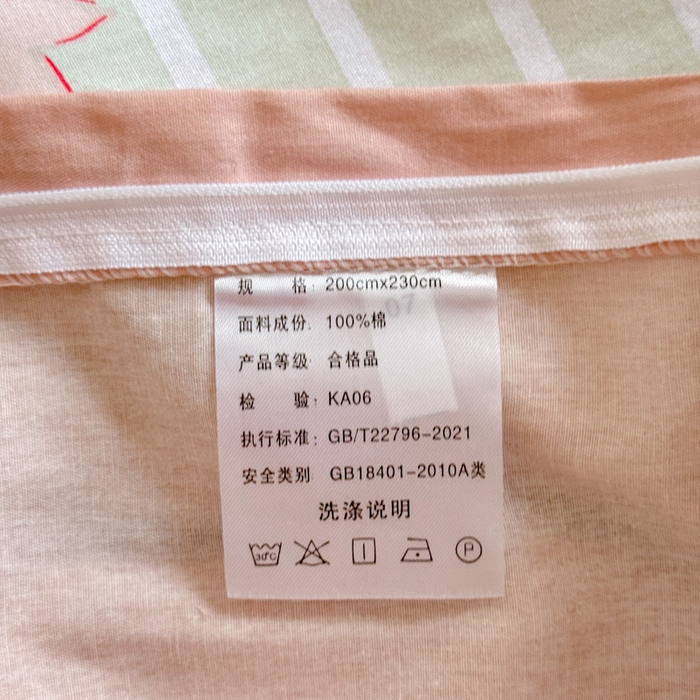 规 格: 200cmx230cm
面料成份: 100%棉
产品等级: 合格品
检 验: KA06
执行标准: GB/T22796-2021
安全类别 GB18401-2010A类
洗涤说明
30℃ P
07